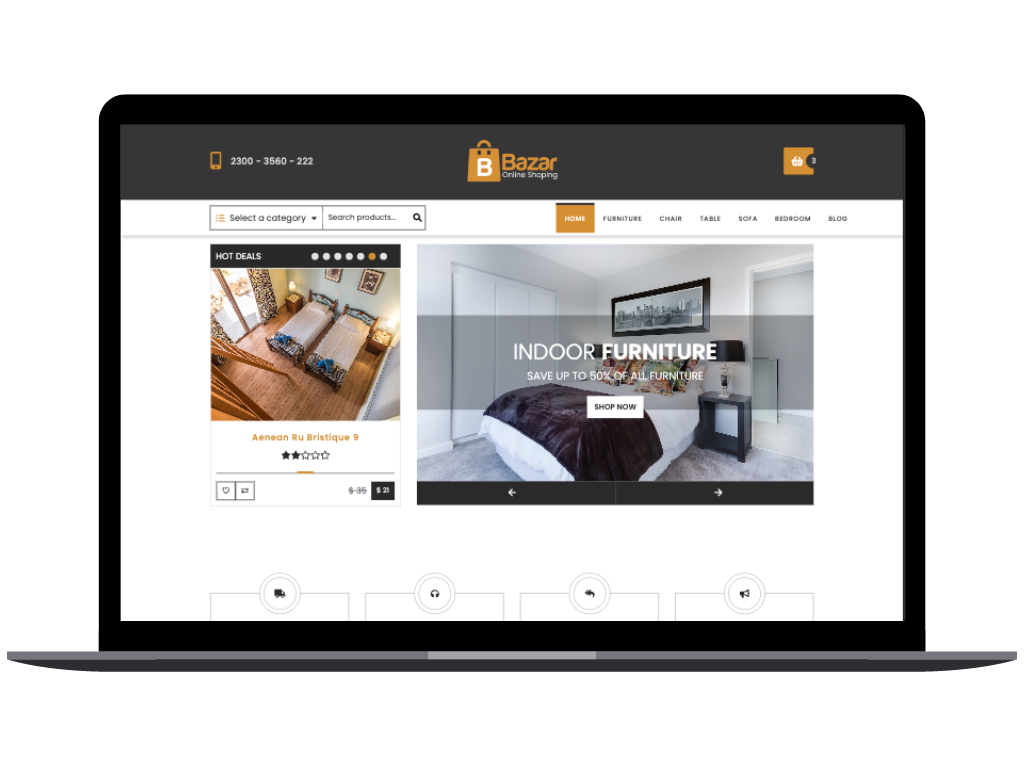 2300 - 3560 - 222
B Bazar
Online Shoping
3
Select a category
Search products...
HOME FURNITURE CHAIR TABLE SOFA BEDROOM BLOG
HOT DEALS
INDOOR FURNITURE
SAVE UP TO 50% OF ALL FURNITURE
SHOP NOW
Aenean Ru Bristique 9
$ 35 $ 21